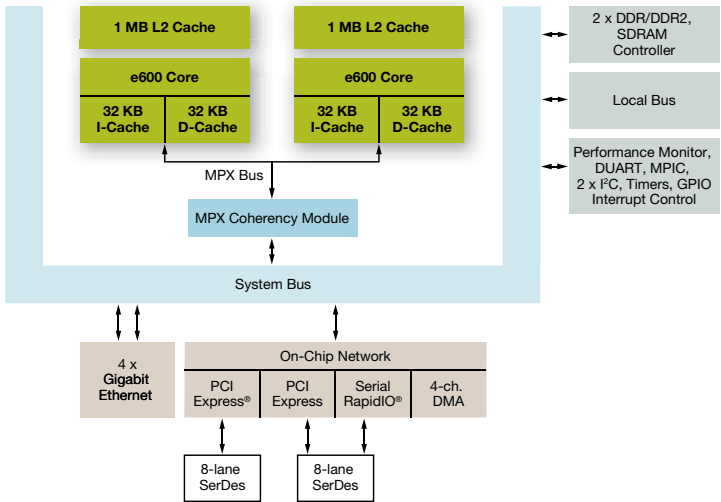 1 MB L2 Cache
1 MB L2 Cache
e600 Core
e600 Core
32 KB
I-Cache
32 KB
D-Cache
32 KB
I-Cache
32 KB
D-Cache
MPX Bus
MPX Coherency Module
System Bus
2 x DDR/DDR2,
SDRAM
Controller
Local Bus
Performance Monitor,
DUART, MPIC,
2 x I²C, Timers, GPIO
Interrupt Control
4 x
Gigabit
Ethernet
On-Chip Network
PCI
Express®
PCI
Express
Serial
RapidIO®
4-ch.
DMA
8-lane
SerDes
8-lane
SerDes